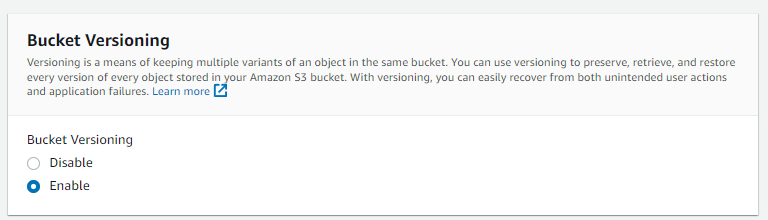 Bucket Versioning
Versioning is a means of keeping multiple variants of an object in the same bucket. You can use versioning to preserve, retrieve, and restore
every version of every object stored in your Amazon S3 bucket. With versioning, you can easily recover from both unintended user actions
and application failures. Learn more
Bucket Versioning
Disable
Enable